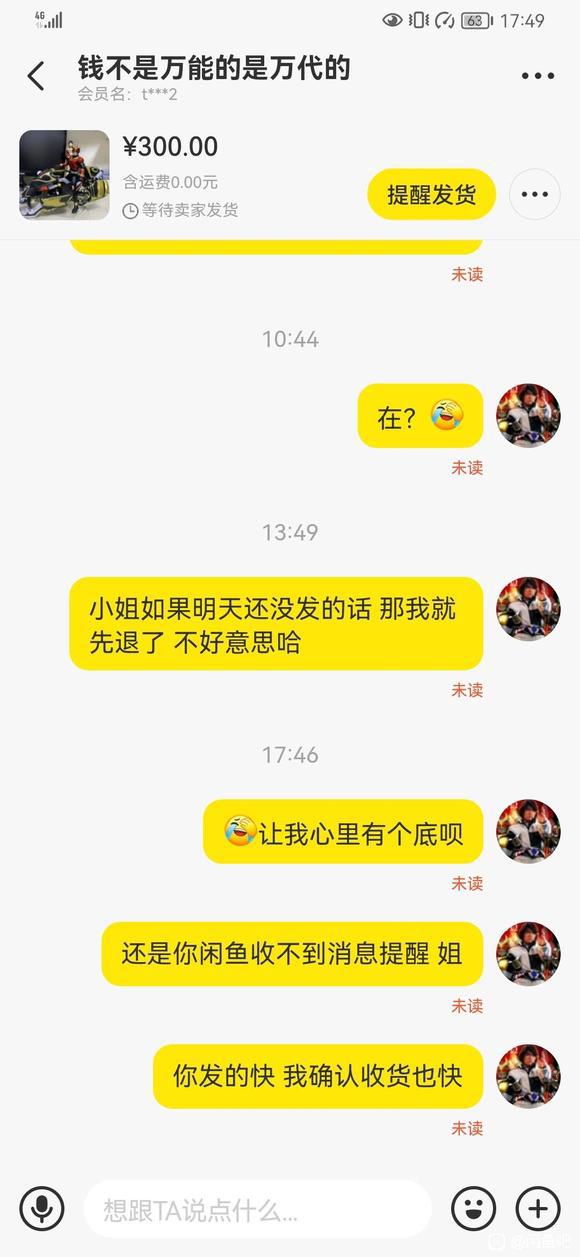 4G
63
17:49
钱不是万能的是万代的
会员名：t***2
¥300.00
含运费0.00元
等待卖家发货
提醒发货
未读
10:44
在？😂
未读
13:49
小姐如果明天还没发的话 那我就
先退了 不好意思哈
未读
17:46
😂让我心里有个底呗
未读
还是你闲鱼收不到消息提醒 姐
未读
你发的快 我确认收货也快
未读
想跟TA说点什么...
@闲鱼吧